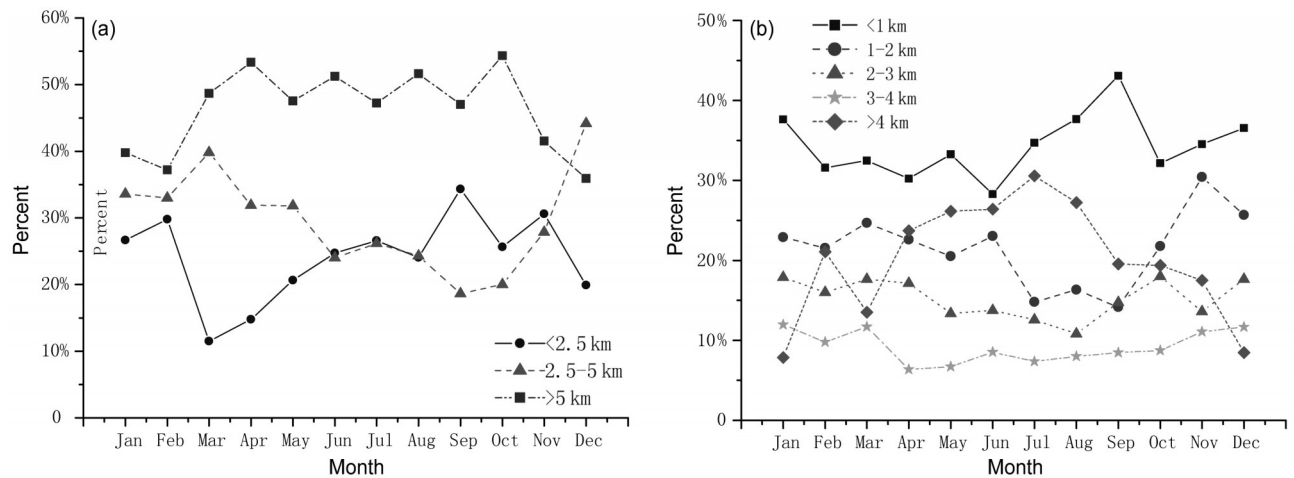 (a)
60%
50%
40%
30%
20%
10%
0
Percent
Percent
<2.5 km
2.5-5 km
>5 km
Jan Feb Mar Apr May Jun Jul Aug Sep Oct Nov Dec
Month
(b)
50%
40%
30%
20%
10%
0
Percent
<1 km
1-2 km
2-3 km
3-4 km
>4 km
Jan Feb Mar Apr May Jun Jul Aug Sep Oct Nov Dec
Month